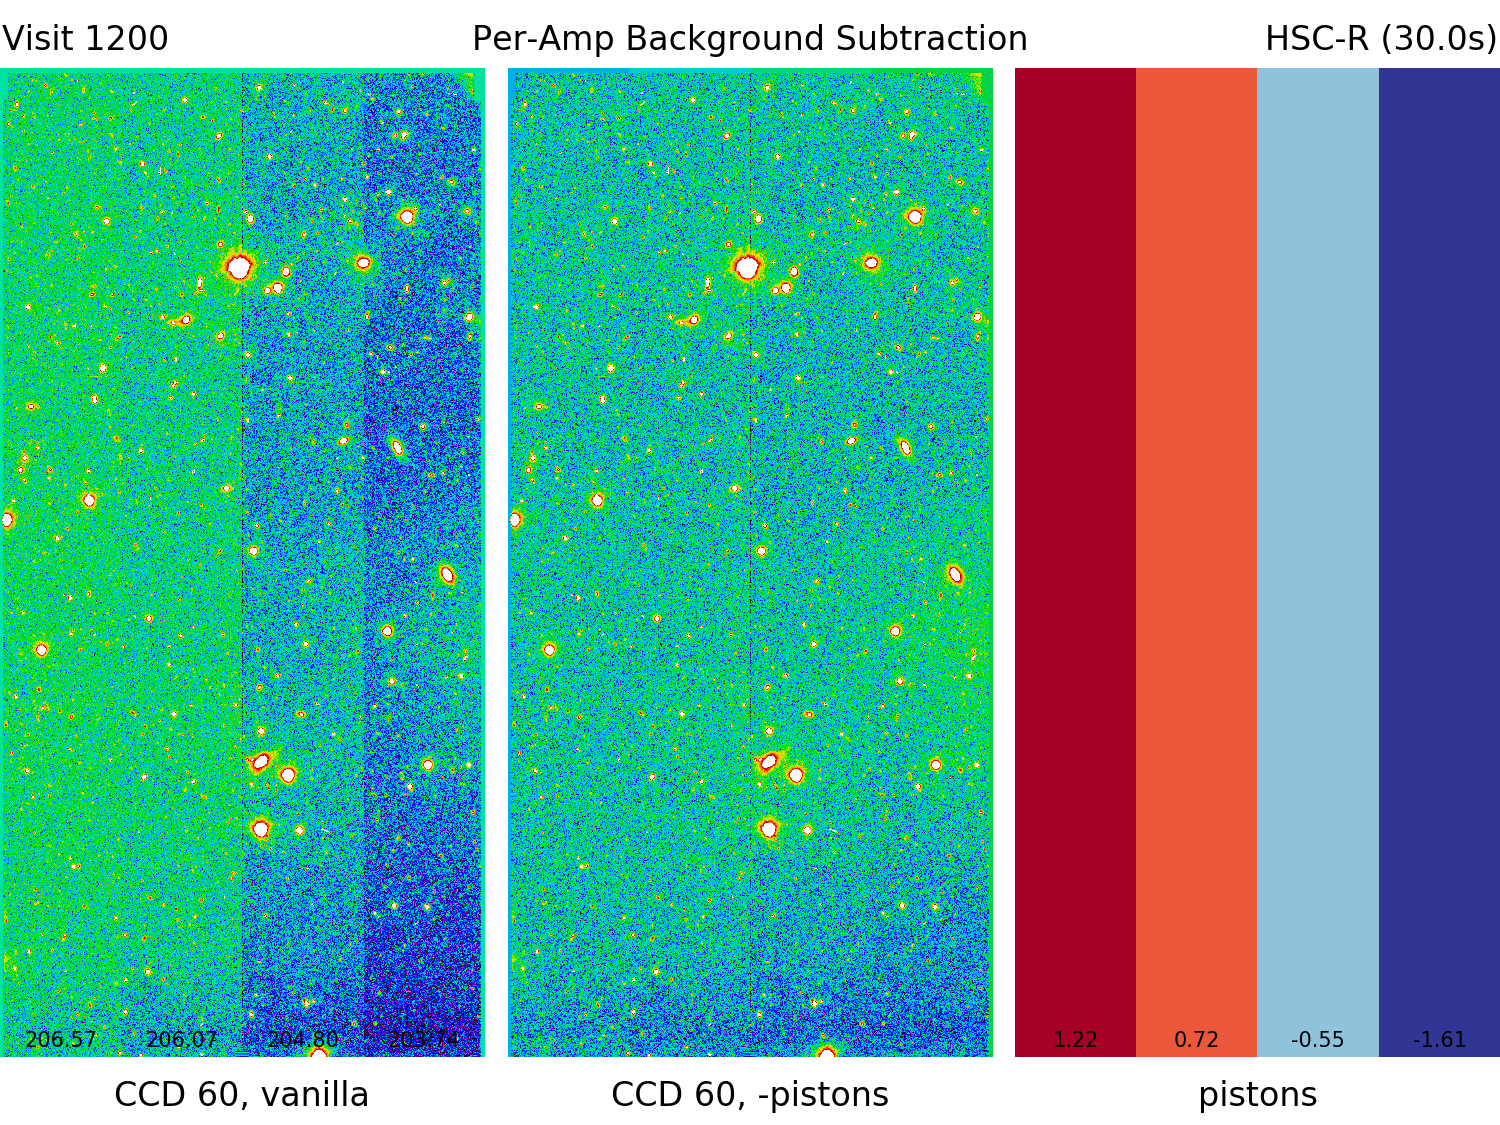 Visit 1200 Per-Amp Background Subtraction HSC-R (30.0s)
206.57 206.07 204.80 203.74 1.22 0.72 -0.55 -1.61
CCD 60, vanilla CCD 60, -pistons pistons